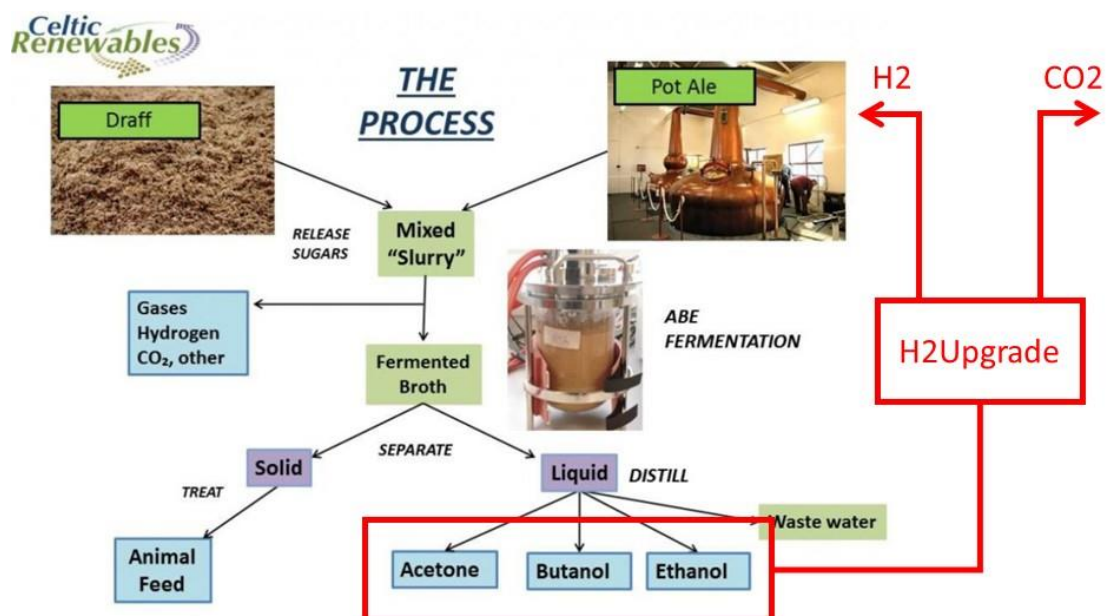 Celtic
Renewables
THE
PROCESS
Draff
Pot Ale
H2
CO2
RELEASE
SUGARS
Mixed
“Slurry”
Gases
Hydrogen
CO₂, other
ABE
FERMENTATION
H2Upgrade
Fermented
Broth
SEPARATE
Solid
Liquid
DISTILL
TREAT
Waste water
Animal
Feed
Acetone
Butanol
Ethanol